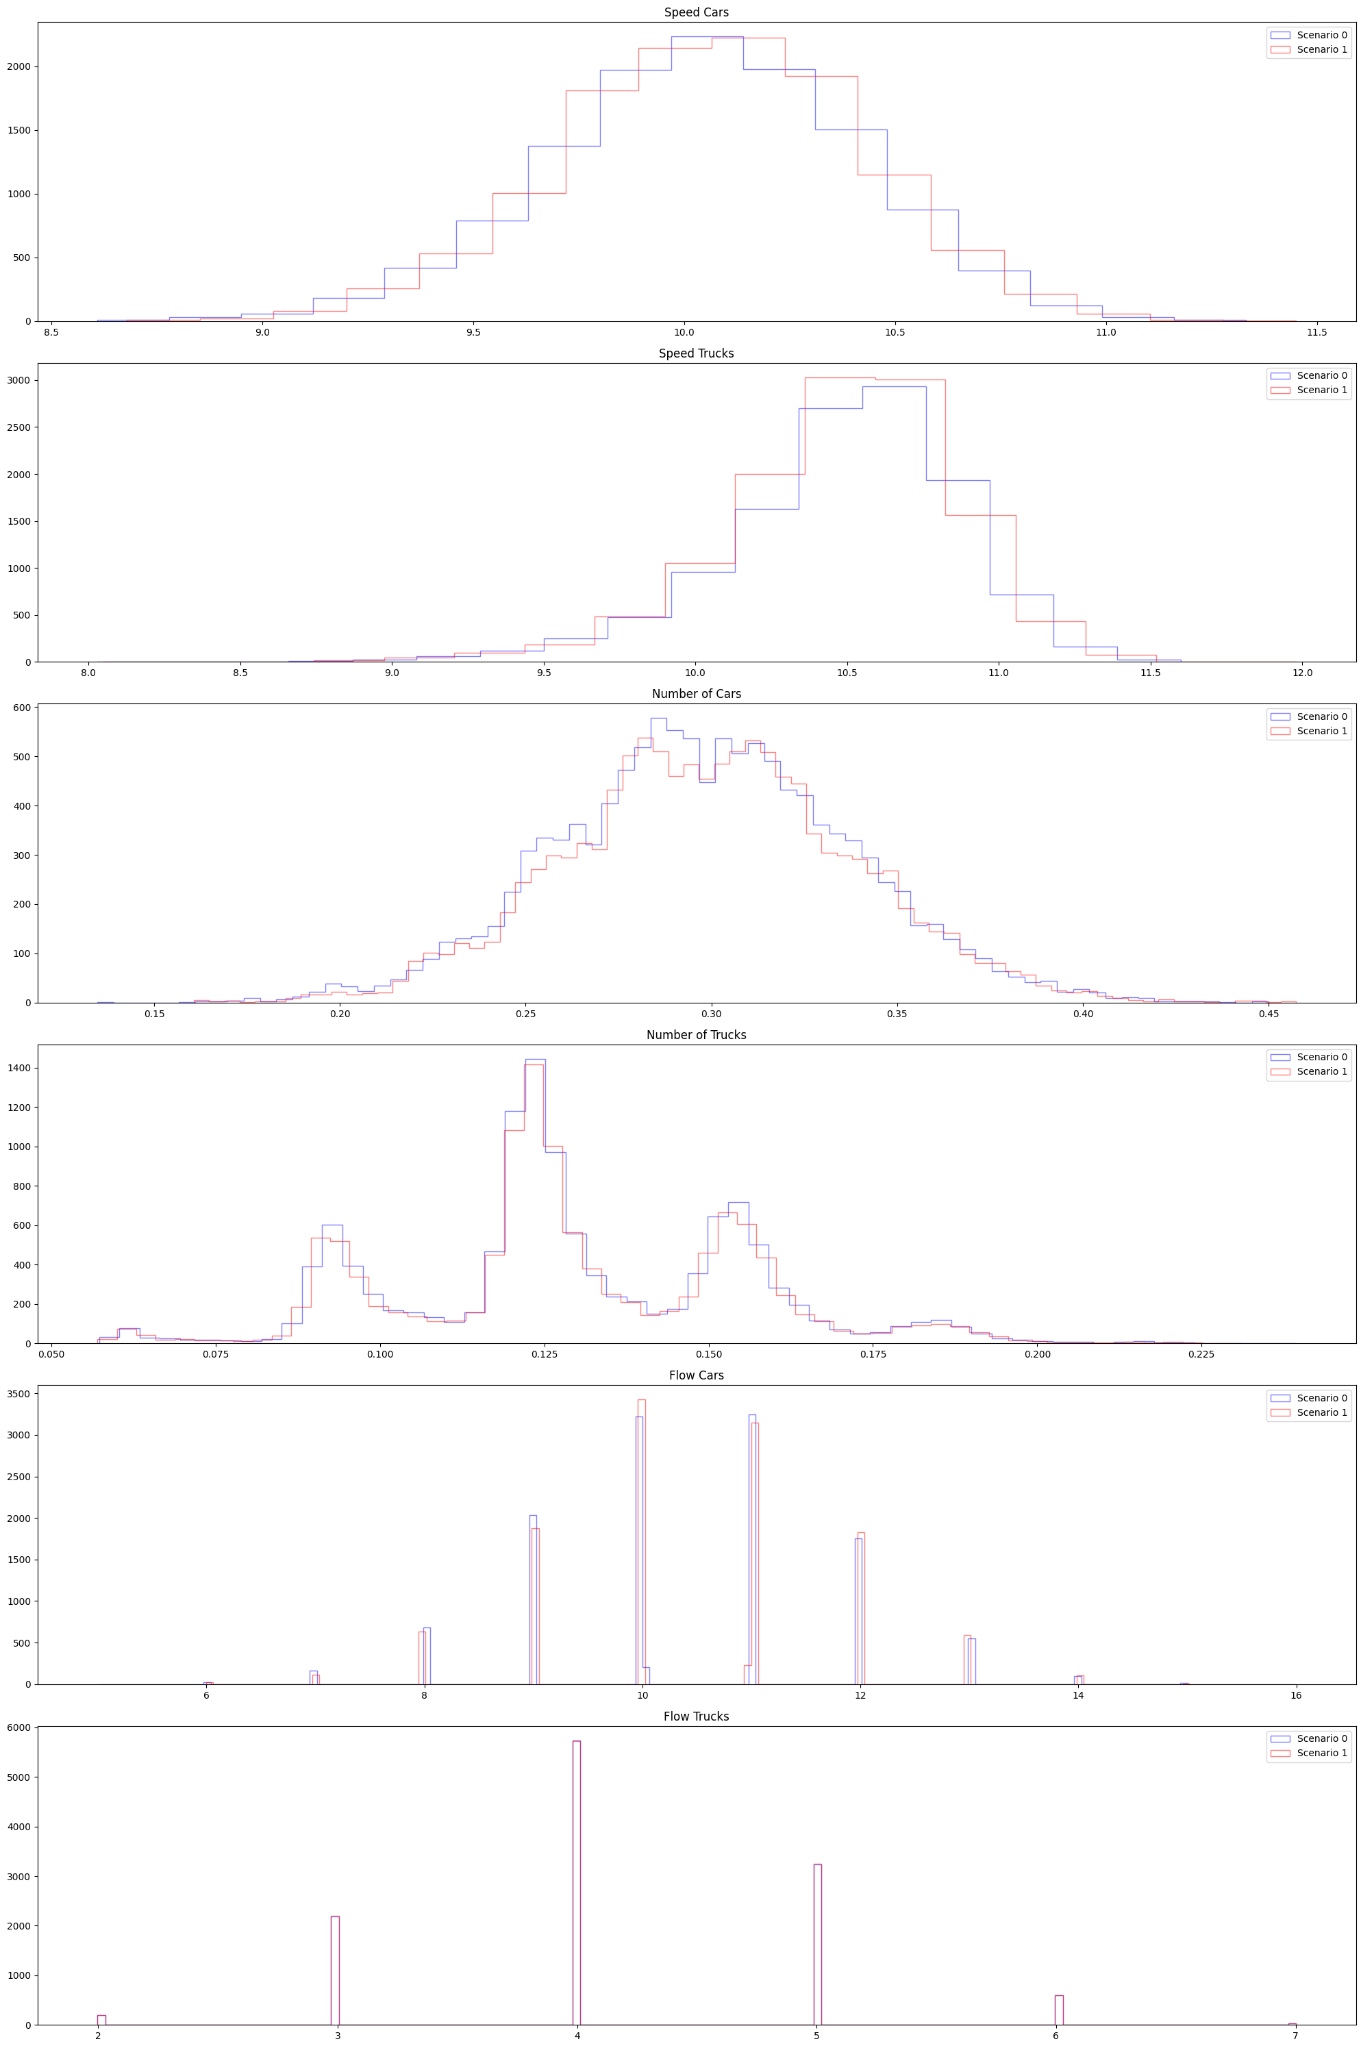 Speed Cars
Scenario 0
Scenario 1
2000
1500
1000
500
0
8.5 9.0 9.5 10.0 10.5 11.0 11.5
Speed Trucks
Scenario 0
Scenario 1
3000
2500
2000
1500
1000
500
0
8.0 8.5 9.0 9.5 10.0 10.5 11.0 11.5 12.0
Number of Cars
Scenario 0
Scenario 1
600
500
400
300
200
100
0
0.15 0.20 0.25 0.30 0.35 0.40 0.45
Number of Trucks
Scenario 0
Scenario 1
1400
1200
1000
800
600
400
200
0
0.050 0.075 0.100 0.125 0.150 0.175 0.200 0.225
Flow Cars
Scenario 0
Scenario 1
3500
3000
2500
2000
1500
1000
500
0
6 8 10 12 14 16
Flow Trucks
Scenario 0
Scenario 1
6000
5000
4000
3000
2000
1000
0
2 3 4 5 6 7